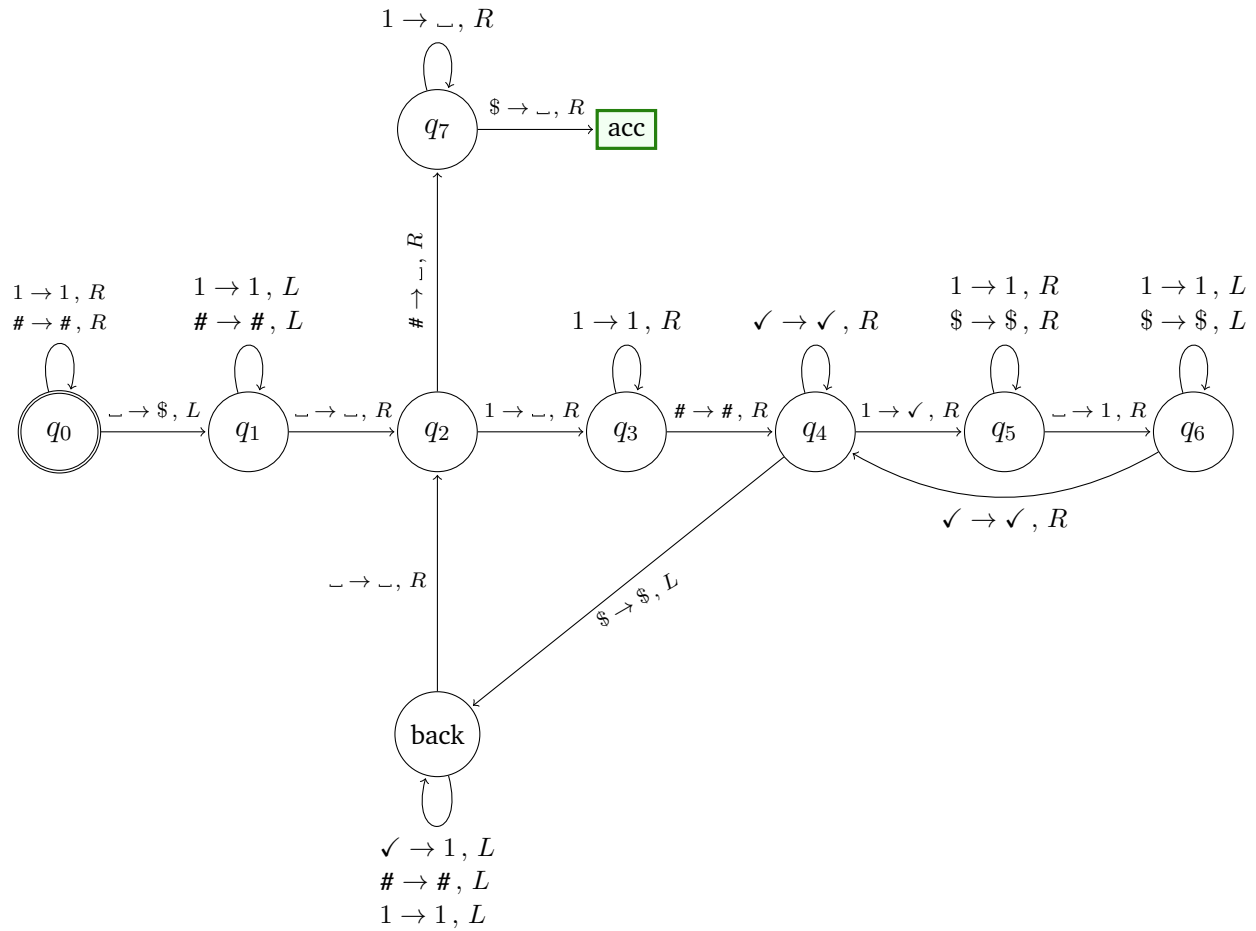 1 → ␣, R
q₇
$ → ␣, R
acc
# → ␣, R
1 → 1, R
# → #, R
1 → 1, L
# → #, L
1 → 1, R
✓ → ✓, R
1 → 1, R
$ → $, R
1 → 1, L
$ → $, L
q₀
␣ → $, L
q₁
␣ → ␣, R
q₂
1 → ␣, R
q₃
# → #, R
q₄
1 → ✓, R
q₅
␣ → 1, R
q₆
✓ → ✓, R
␣ → ␣, R
$ → $, L
back
✓ → 1, L
# → #, L
1 → 1, L